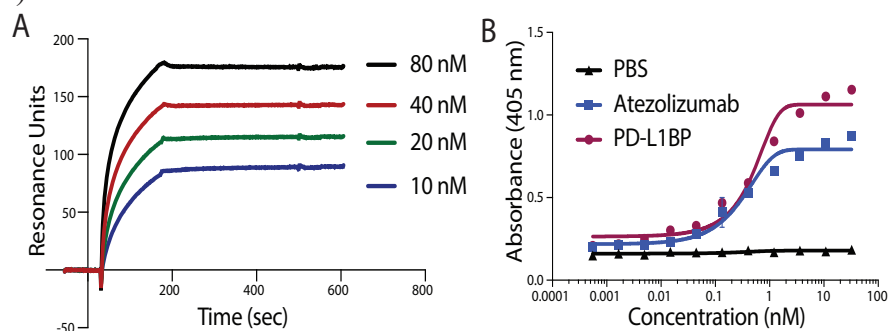 A
Resonance Units
200
150
100
50
-50
200
400
600
800
Time (sec)
80 nM
40 nM
20 nM
10 nM
B
Absorbance (405 nm)
1.5
1.0
0.5
0.0
0.0001
0.001
0.01
0.1
1
10
100
Concentration (nM)
PBS
Atezolizumab
PD-L1BP